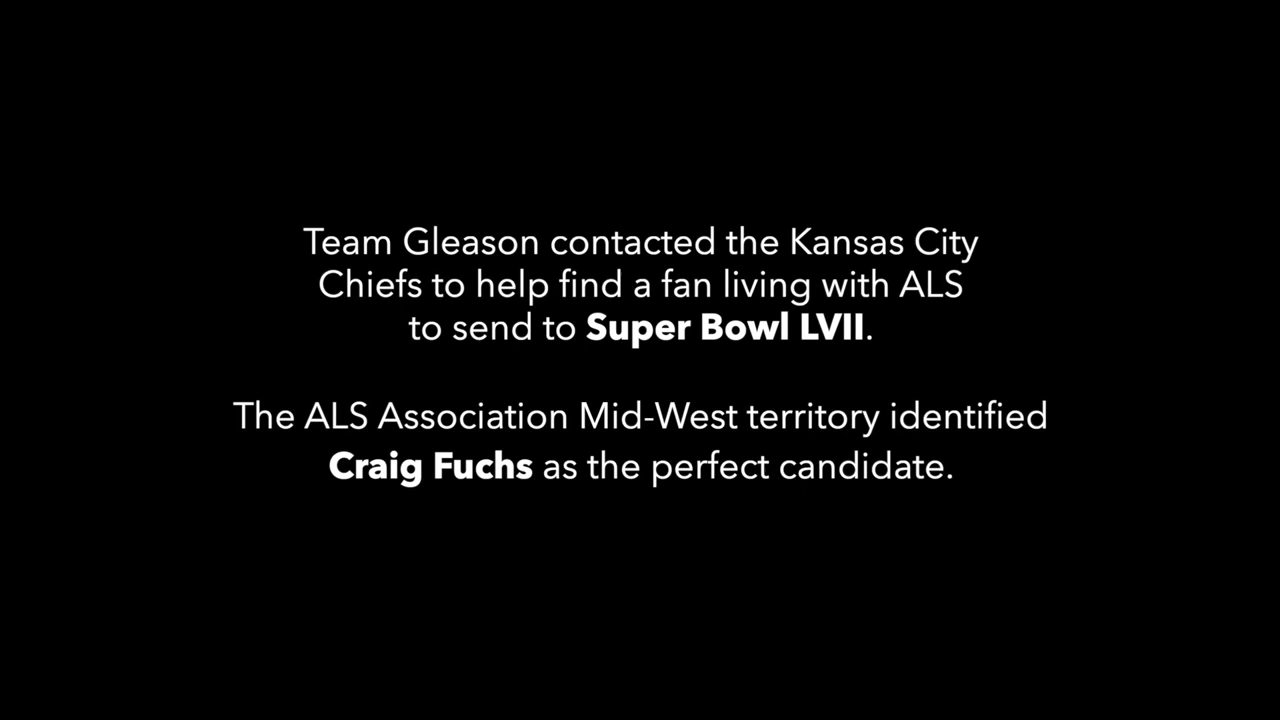 Team Gleason contacted the Kansas City
Chiefs to help find a fan living with ALS
to send to Super Bowl LVII.
The ALS Association Mid-West territory identified
Craig Fuchs as the perfect candidate.